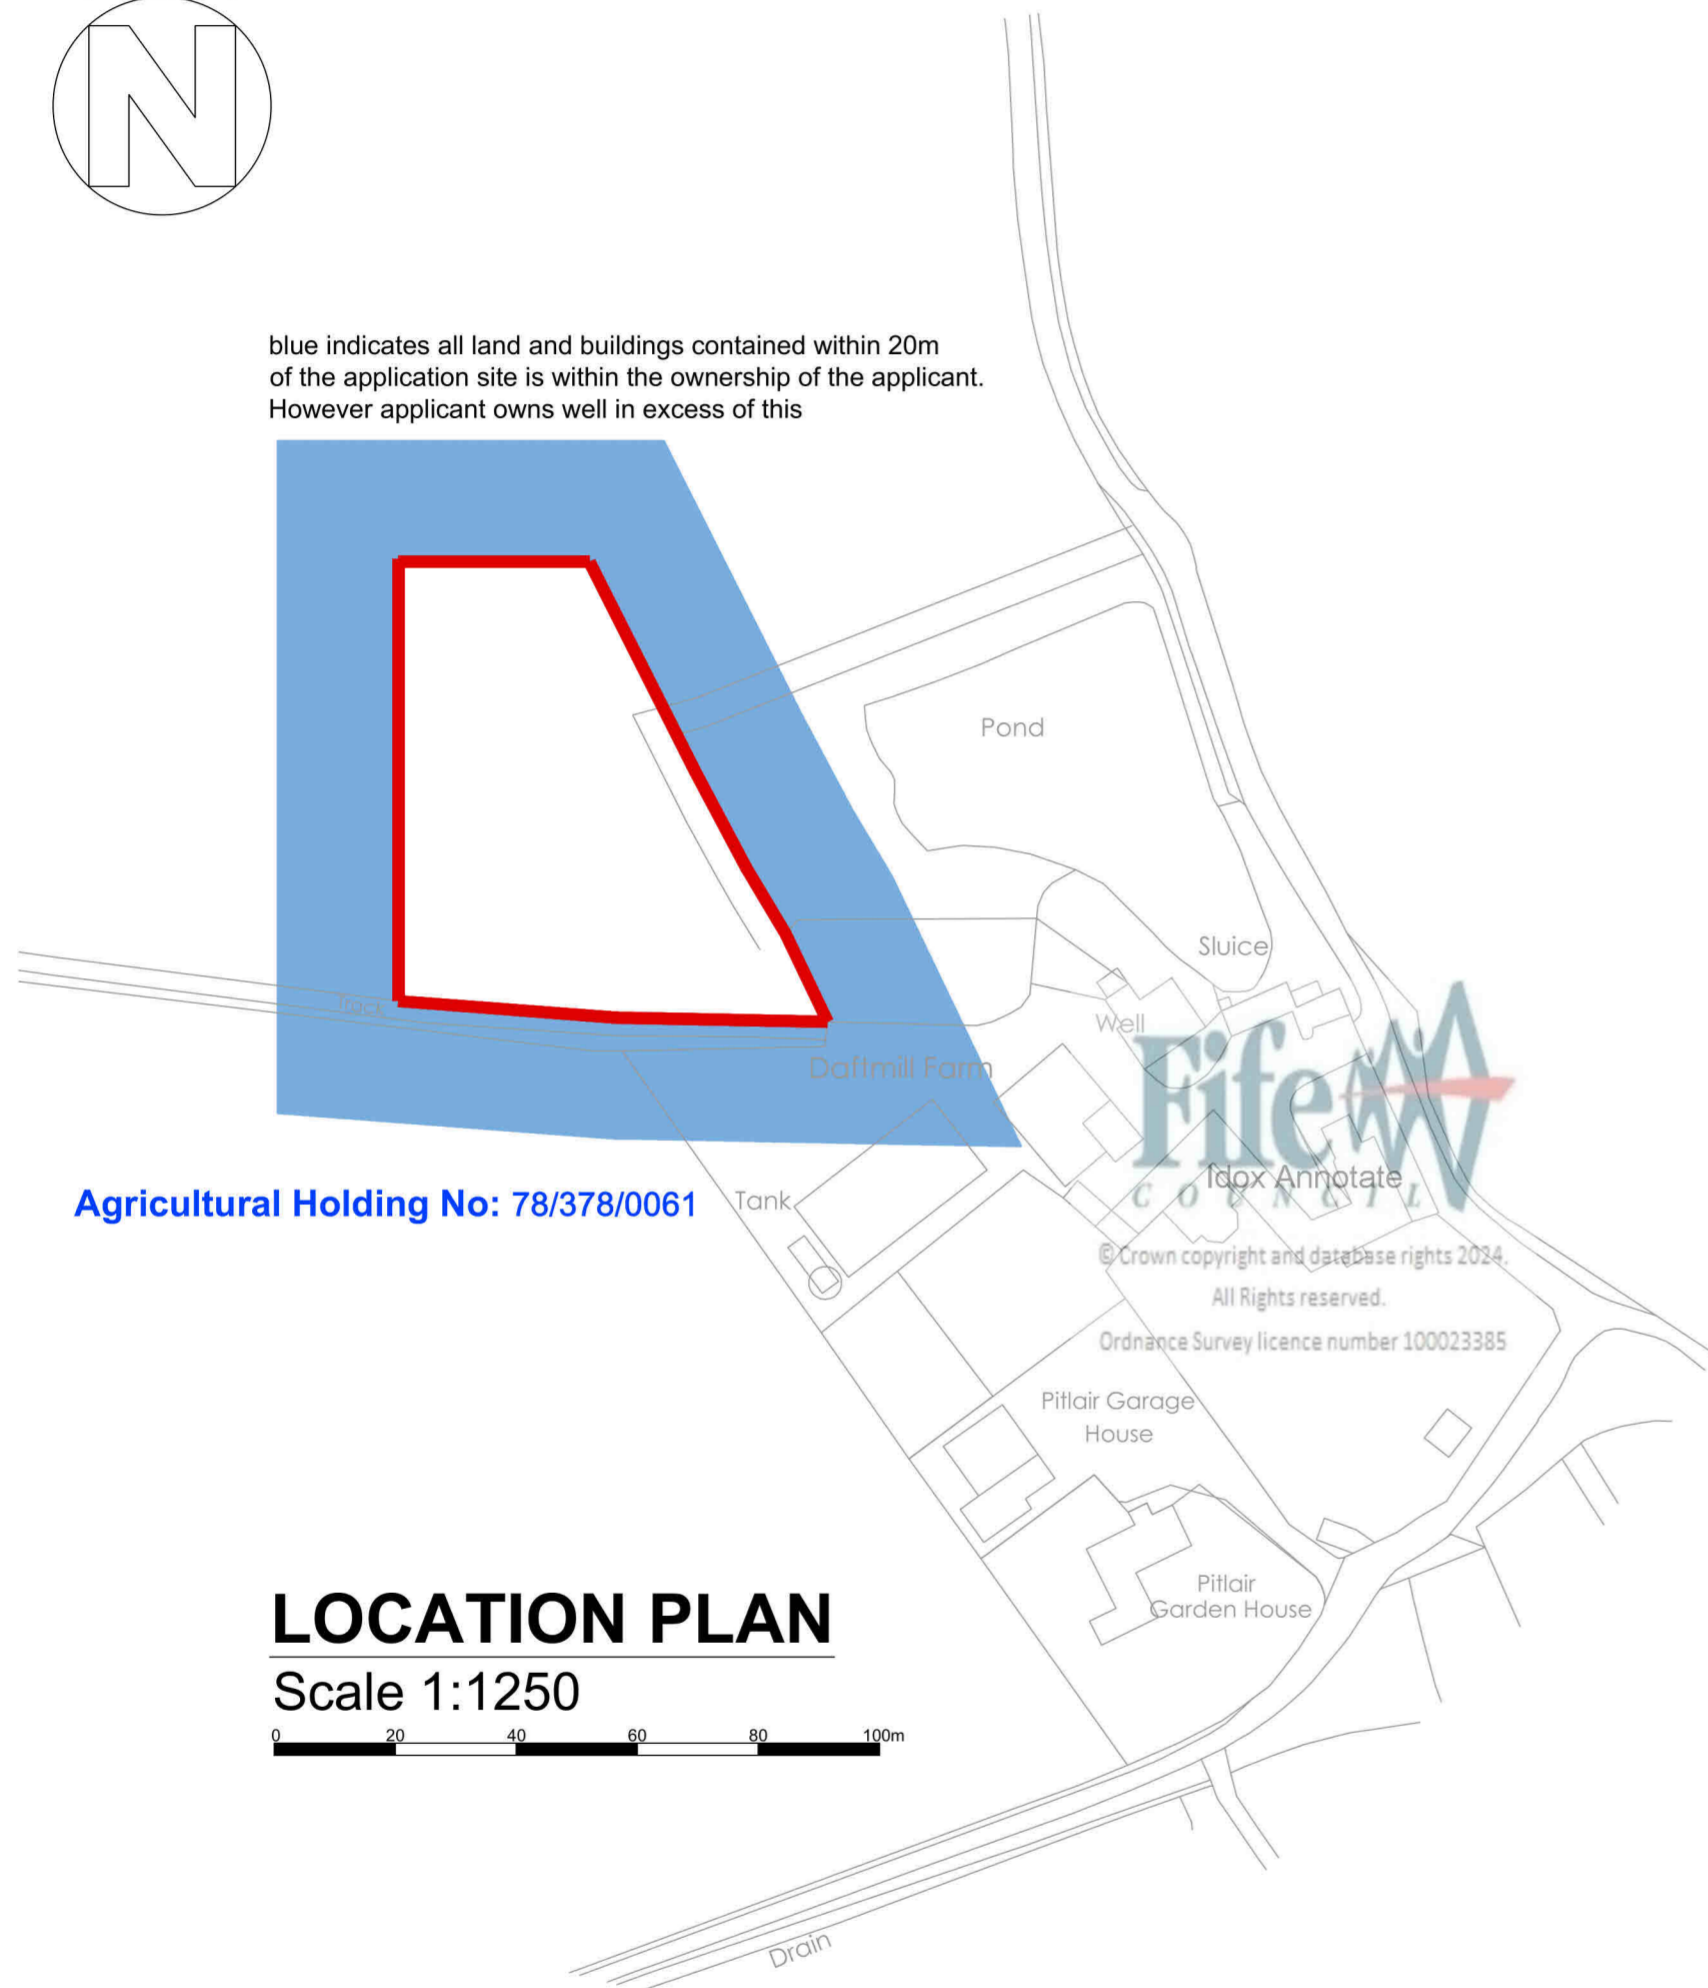 N
blue indicates all land and buildings contained within 20m
of the application site is within the ownership of the applicant.
However applicant owns well in excess of this
Pond
Sluice
Track
Well
Daftmill Farm
Fife
COUNCIL
Idox Annotate
Agricultural Holding No: 78/378/0061
Tank
© Crown copyright and database rights 2024.
All Rights reserved.
Ordnance Survey licence number 100023385
Pitlair Garage
House
Pitlair
Garden House
LOCATION PLAN
Scale 1:1250
0 20 40 60 80 100m
Drain